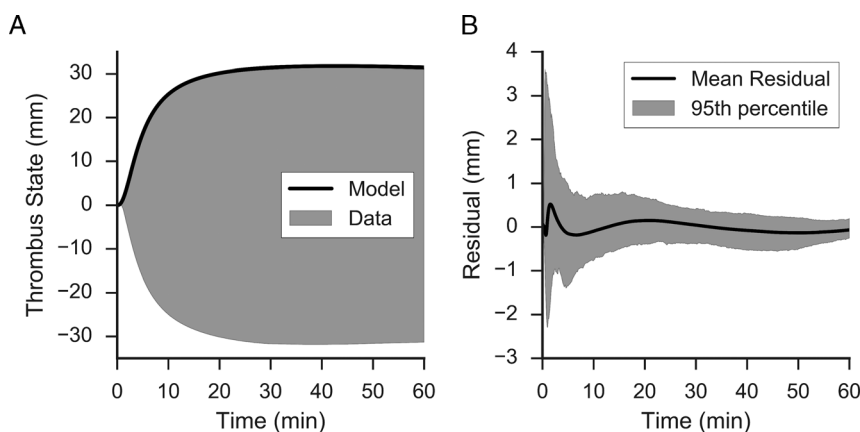 A
Thrombus State (mm)
30
20
10
0
−10
−20
−30
Model
Data
0 10 20 30 40 50 60
Time (min)
B
Residual (mm)
4
3
2
1
0
−1
−2
−3
Mean Residual
95th percentile
0 10 20 30 40 50 60
Time (min)